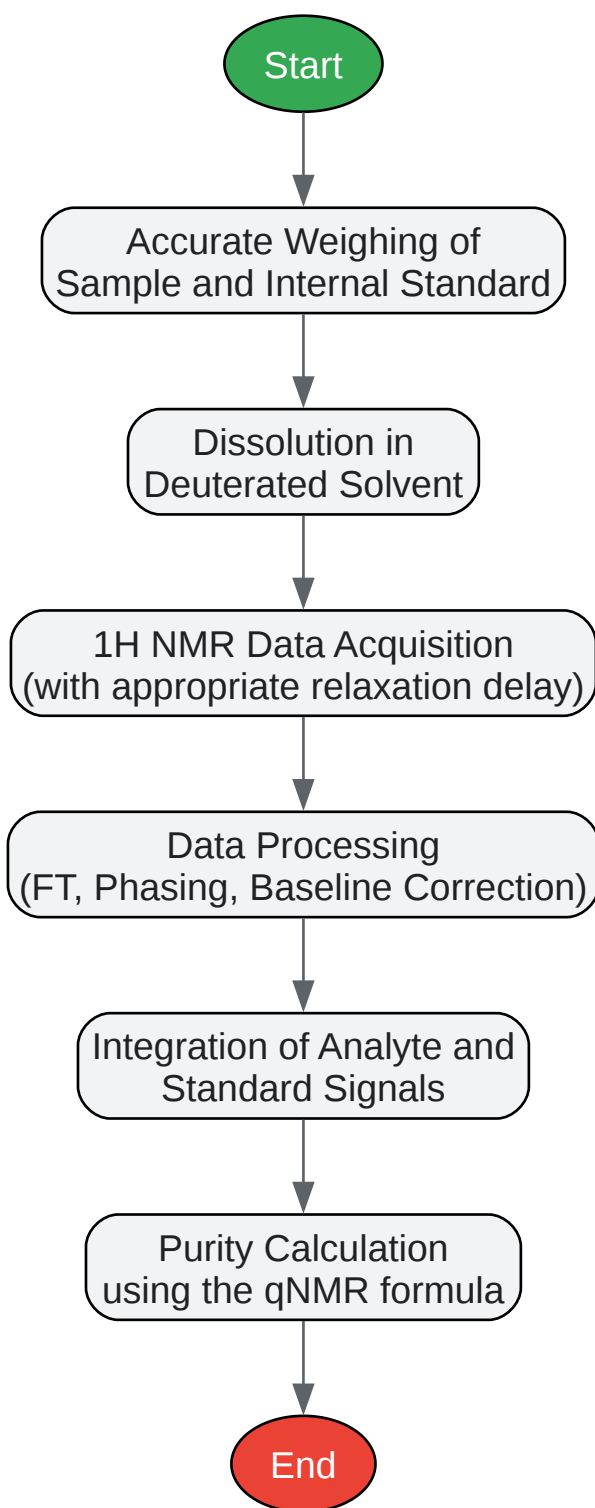 Start
Accurate Weighing of
Sample and Internal Standard
Dissolution in
Deuterated Solvent
1H NMR Data Acquisition
(with appropriate relaxation delay)
Data Processing
(FT, Phasing, Baseline Correction)
Integration of Analyte and
Standard Signals
Purity Calculation
using the qNMR formula
End